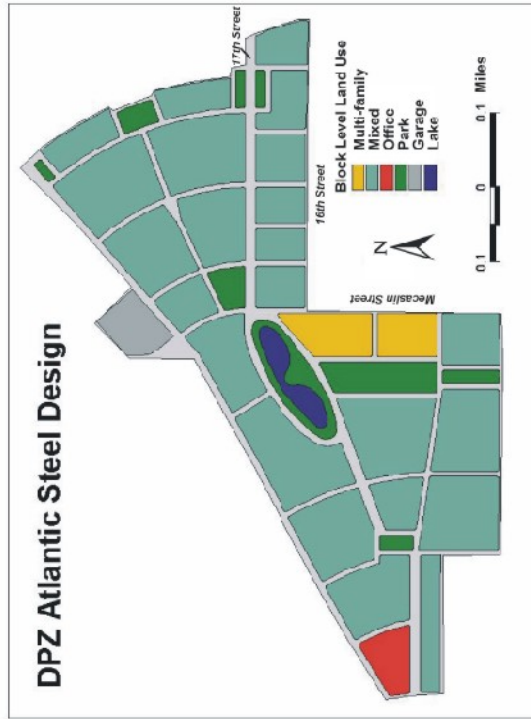 DPZ Atlantic Steel Design
17th Street
16th Street
Mecaslin Street
Block Level Land Use
Multi-family
Mixed
Office
Park
Garage
Lake
N
0.1 0 0.1 Miles